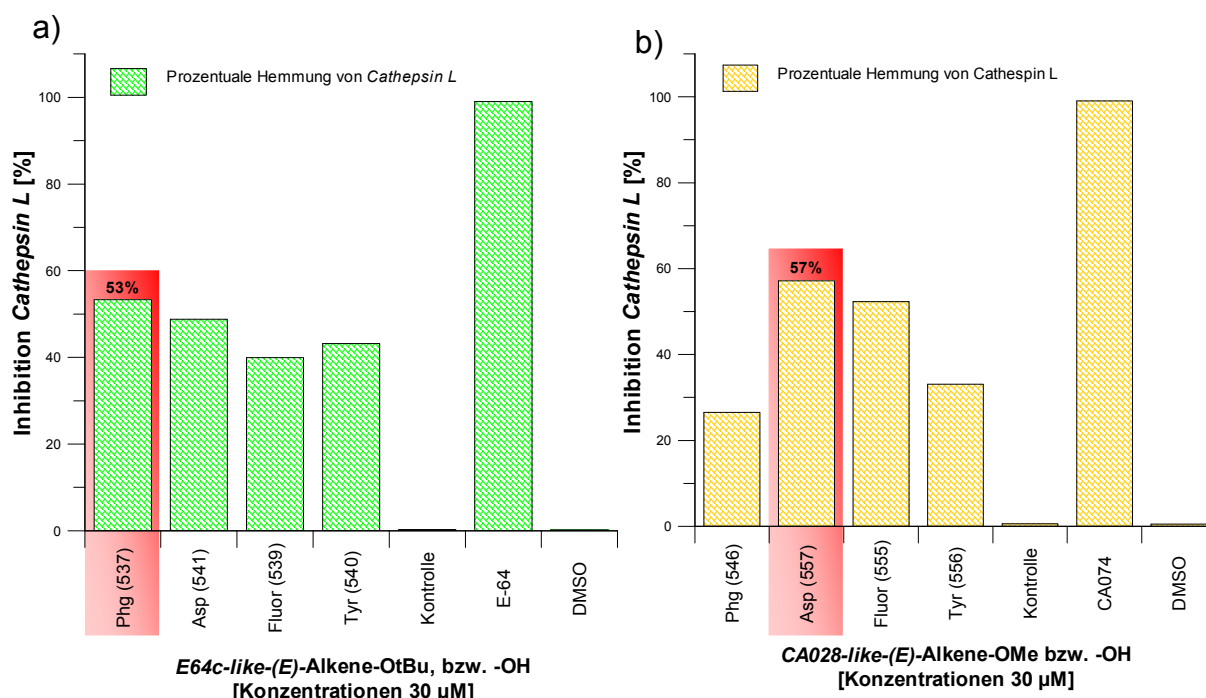 a)
Prozentuale Hemmung von Cathepsin L
Inhibition Cathepsin L [%]
100
80
60
40
20
0
53%
Phg (537)
Asp (541)
Fluor (539)
Tyr (540)
Kontrolle
E-64
DMSO
E64c-like-(E)-Alkene-OtBu, bzw. -OH
[Konzentrationen 30 µM]
b)
Prozentuale Hemmung von Cathespin L
Inhibition Cathepsin L [%]
100
80
60
40
20
0
57%
Phg (546)
Asp (557)
Fluor (555)
Tyr (556)
Kontrolle
CA074
DMSO
CA028-like-(E)-Alkene-OMe bzw. -OH
[Konzentrationen 30 µM]